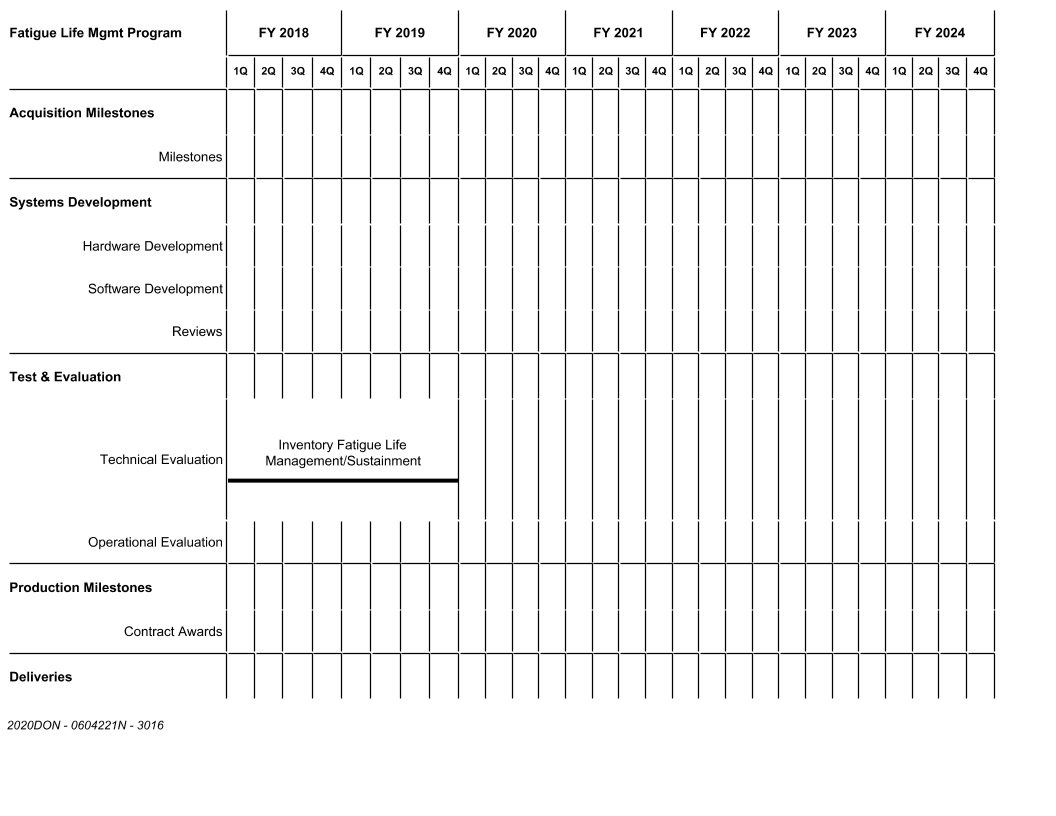 Fatigue Life Mgmt Program FY 2018 FY 2019 FY 2020 FY 2021 FY 2022 FY 2023 FY 2024
1Q 2Q 3Q 4Q 1Q 2Q 3Q 4Q 1Q 2Q 3Q 4Q 1Q 2Q 3Q 4Q 1Q 2Q 3Q 4Q 1Q 2Q 3Q 4Q 1Q 2Q 3Q 4Q
Acquisition Milestones
Milestones
Systems Development
Hardware Development
Software Development
Reviews
Test & Evaluation
Inventory Fatigue Life
Technical Evaluation Management/Sustainment
Operational Evaluation
Production Milestones
Contract Awards
Deliveries
2020DON - 0604221N - 3016